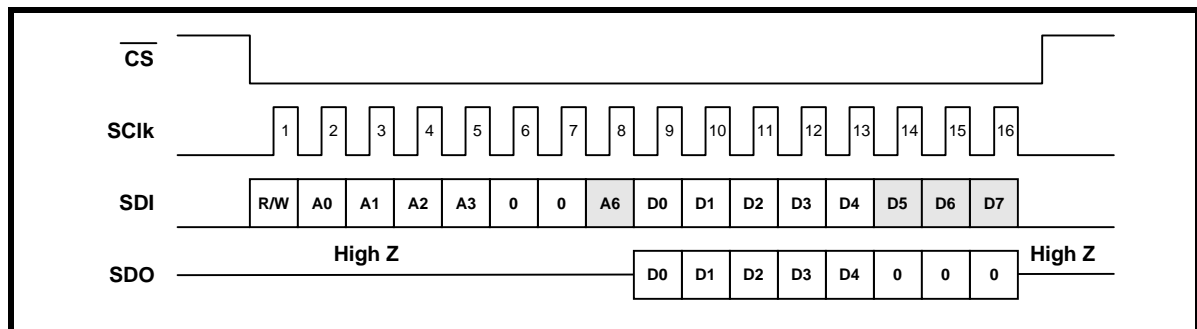 CS
SClk
1 2 3 4 5 6 7 8 9 10 11 12 13 14 15 16
SDI
R/W A0 A1 A2 A3 0 0 A6 D0 D1 D2 D3 D4 D5 D6 D7
High Z
High Z
SDO
D0 D1 D2 D3 D4 0 0 0